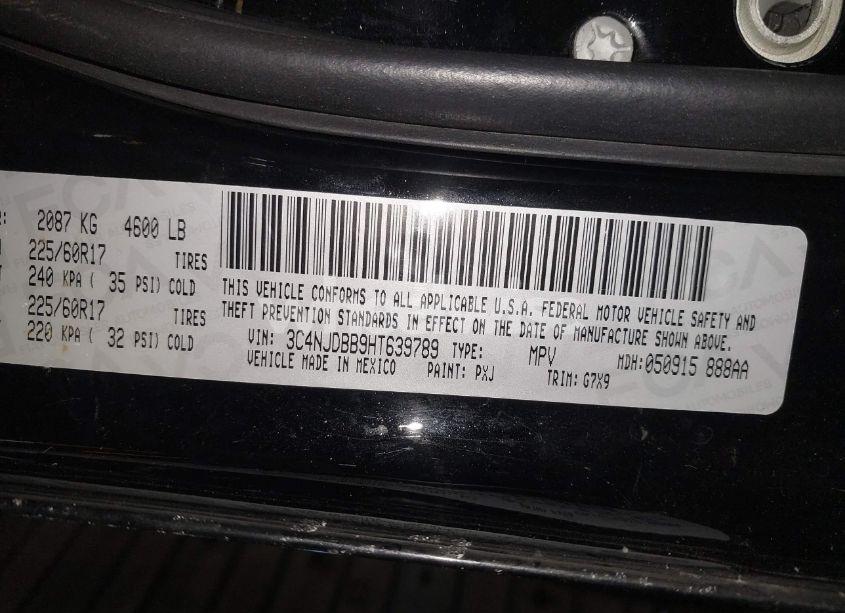 2087 KG 4600 LB
225/60R17 TIRES
240 KPA ( 35 PSI) COLD
225/60R17 TIRES
220 KPA ( 32 PSI) COLD
THIS VEHICLE CONFORMS TO ALL APPLICABLE U.S.A. FEDERAL MOTOR VEHICLE SAFETY AND
THEFT PREVENTION STANDARDS IN EFFECT ON THE DATE OF MANUFACTURE SHOWN ABOVE.
VIN: 3C4NJDBB9HT639789 TYPE: MPV MDH:050915 888AA
VEHICLE MADE IN MEXICO PAINT: PXJ TRIM: G7X9